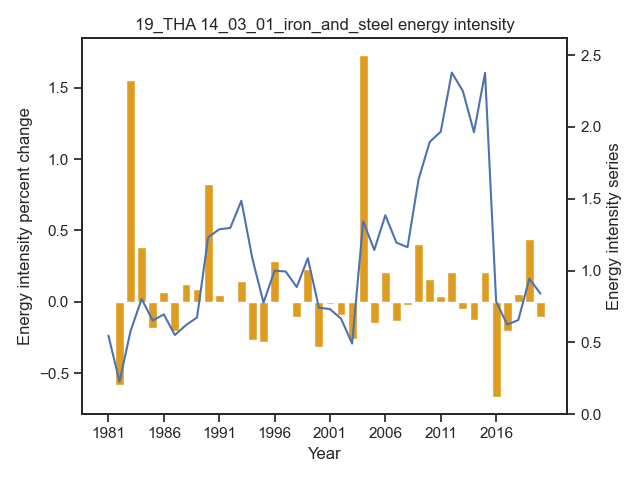 19_THA 14_03_01_iron_and_steel energy intensity
Energy intensity percent change
1.5
1.0
0.5
0.0
−0.5
2.5
2.0
1.5
1.0
0.5
0.0
Energy intensity series
1981 1986 1991 1996 2001 2006 2011 2016
Year